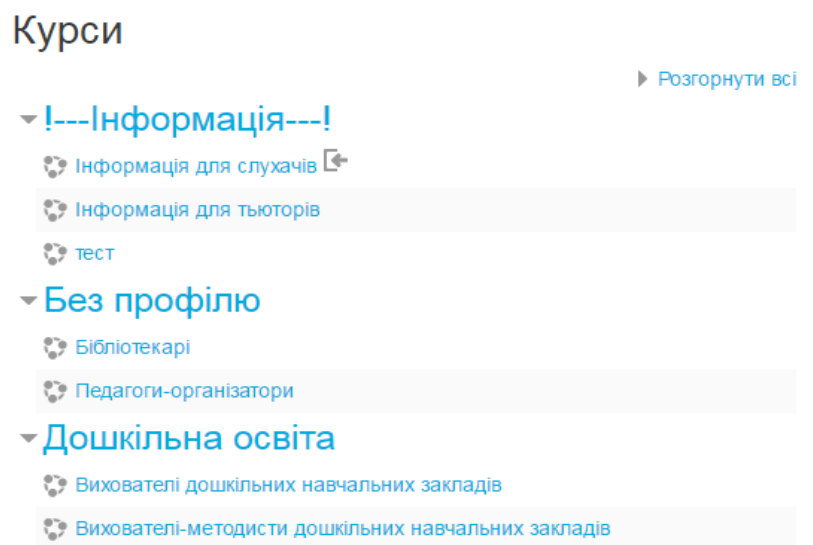 Курси
Розгорнути всі
!---Інформація---!
Інформація для слухачів
Інформація для тьюторів
тест
Без профілю
Бібліотекарі
Педагоги-організатори
Дошкільна освіта
Вихователі дошкільних навчальних закладів
Вихователі-методисти дошкільних навчальних закладів